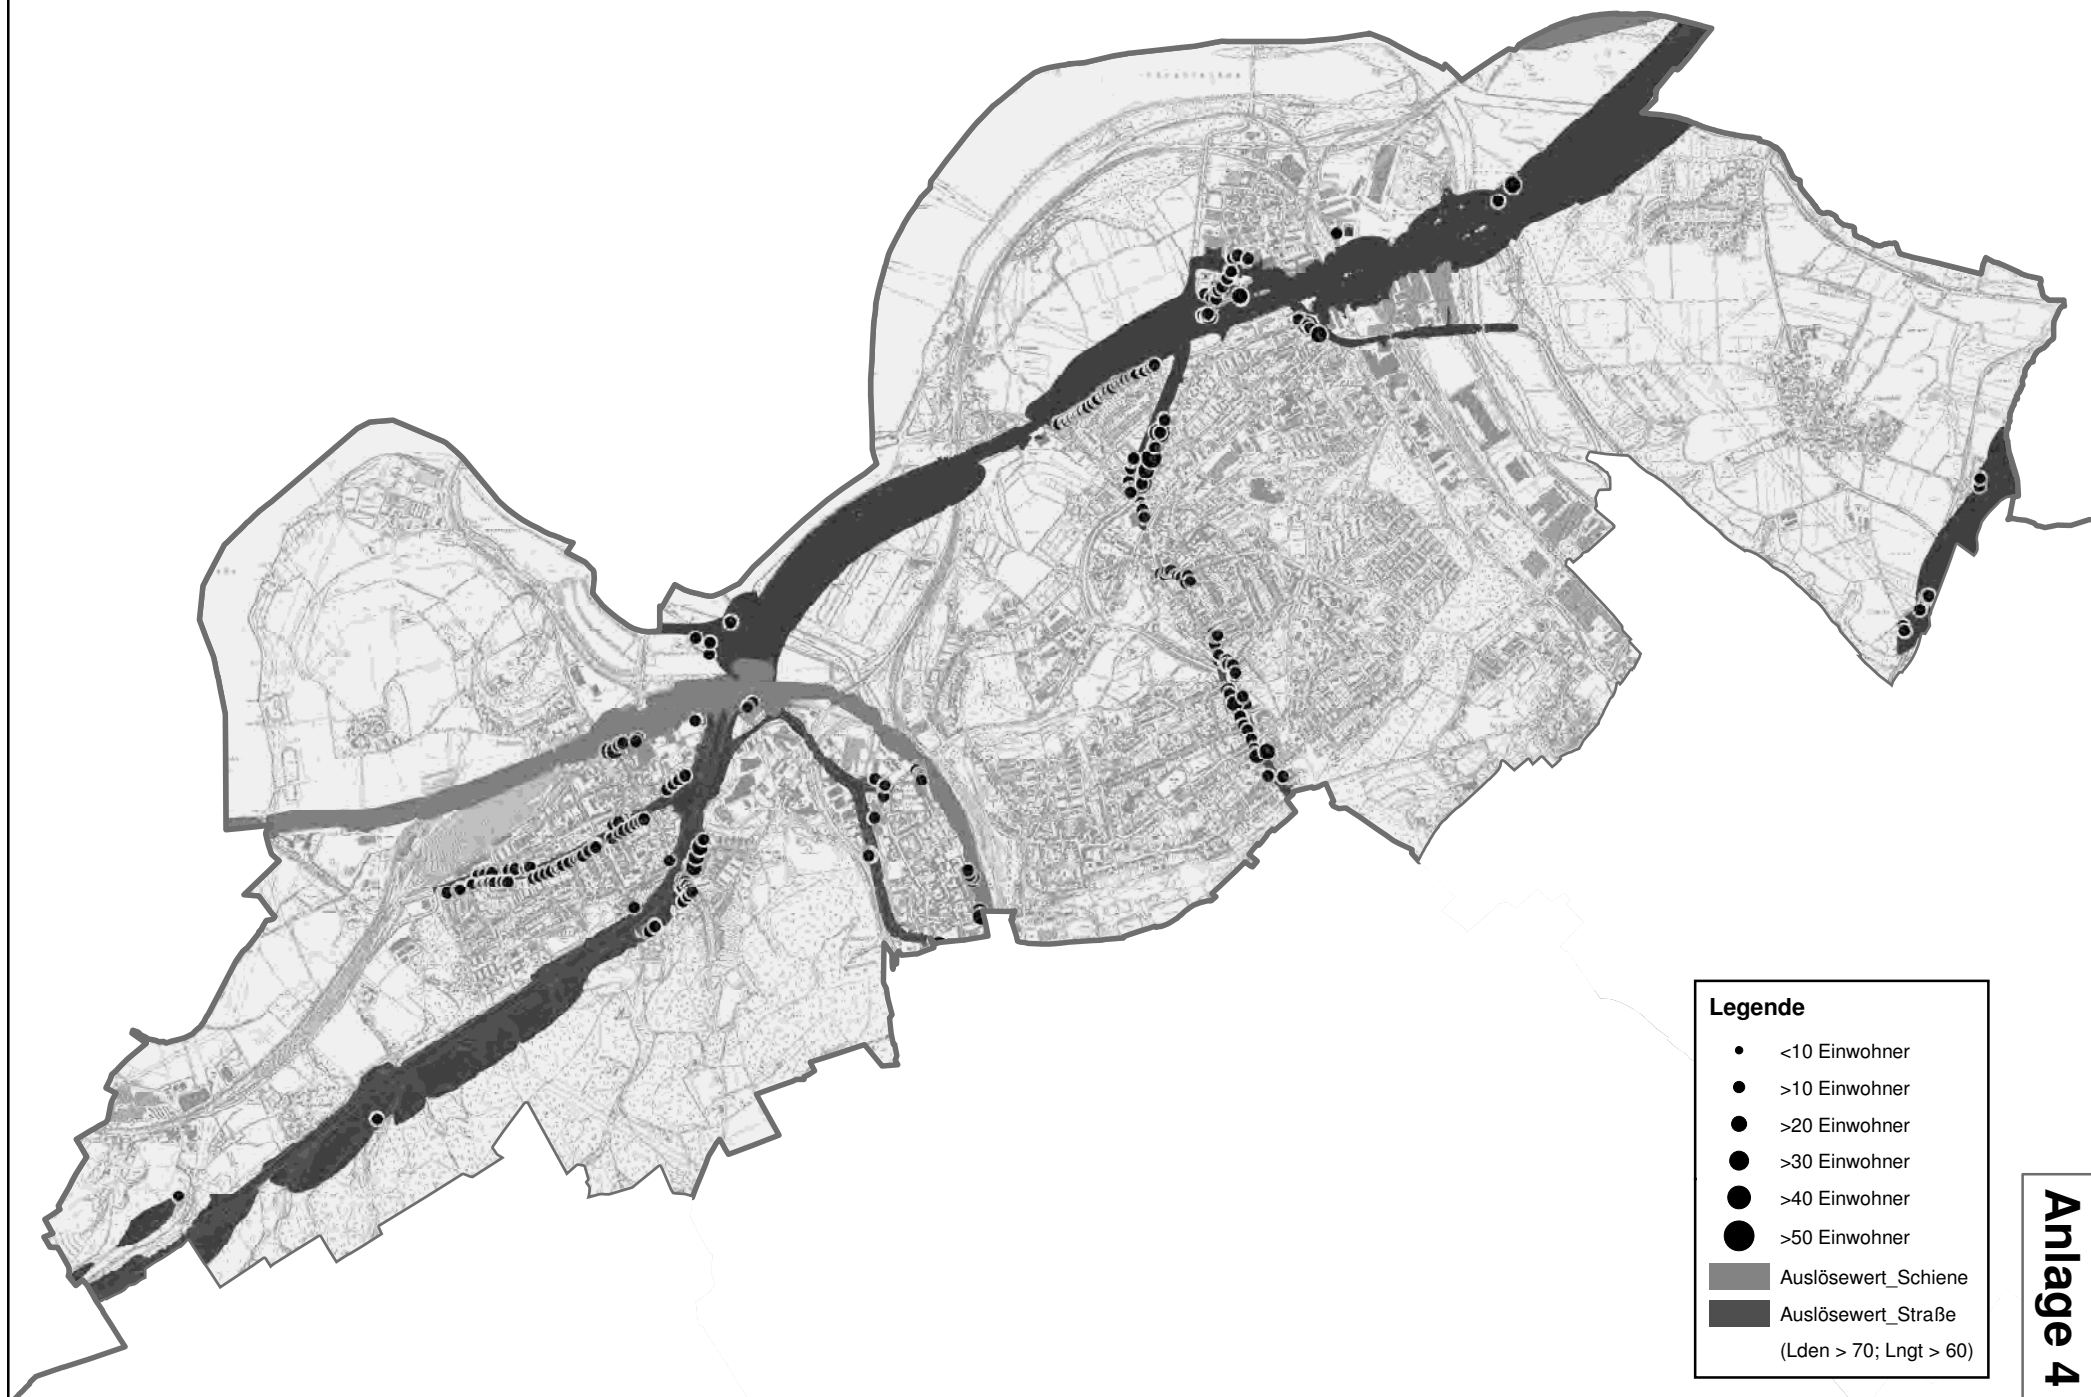 Legende
<10 Einwohner
>10 Einwohner
>20 Einwohner
>30 Einwohner
>40 Einwohner
>50 Einwohner
Auslösewert_Schiene
Auslösewert_Straße
(Lden > 70; Lngt > 60)
Anlage 4